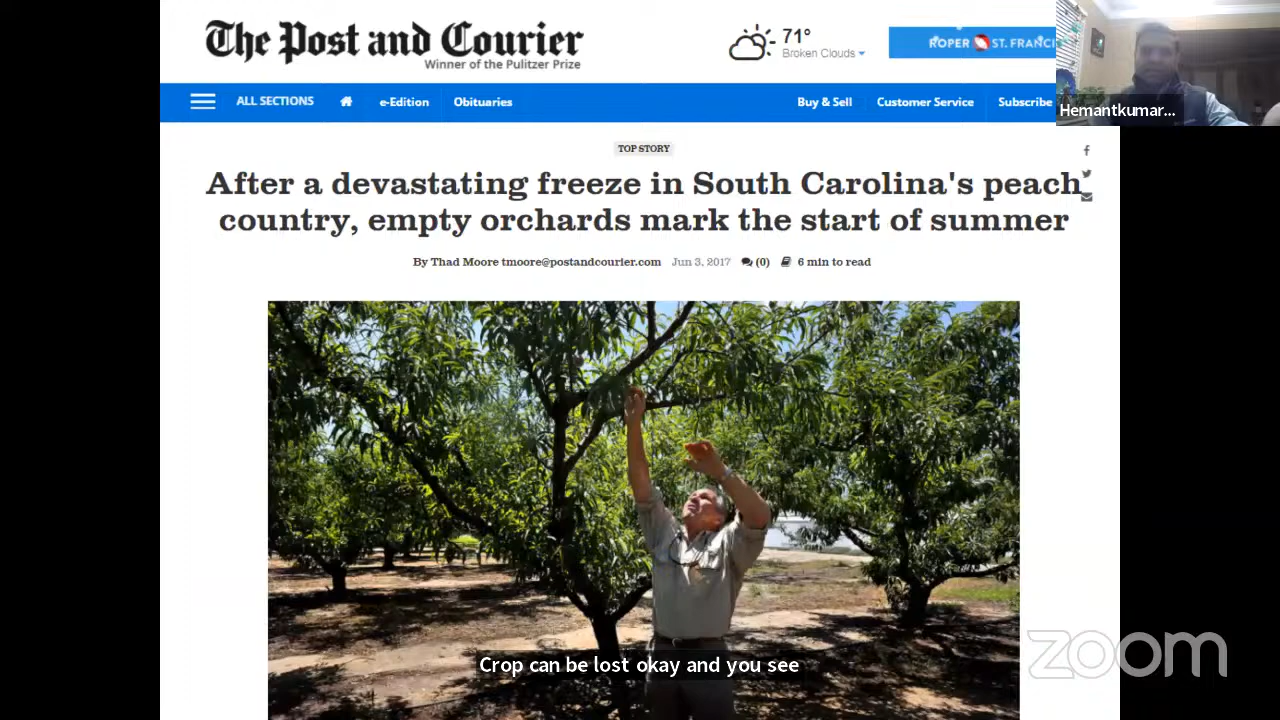 The Post and Courier
Winner of the Pulitzer Prize
71°
Broken Clouds
ROPER ST. FRANCI
Hemantkumar...
ALL SECTIONS
e-Edition
Obituaries
Buy & Sell
Customer Service
Subscribe
TOP STORY
After a devastating freeze in South Carolina's peach
country, empty orchards mark the start of summer
By Thad Moore tmoore@postandcourier.com Jun 3, 2017 (0) 6 min to read
Crop can be lost okay and you see
zoom